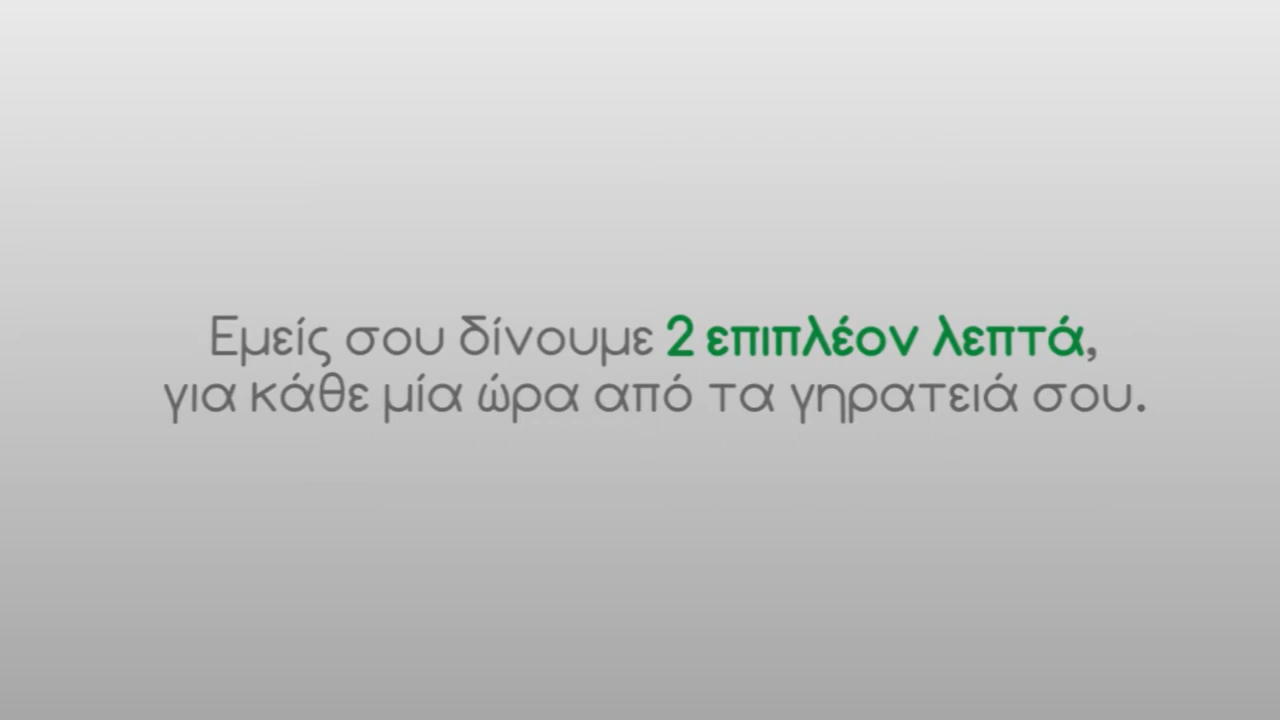 Εμείς σου δίνουμε 2 επιπλέον λεπτά,
για κάθε μία ώρα από τα γηρατειά σου.